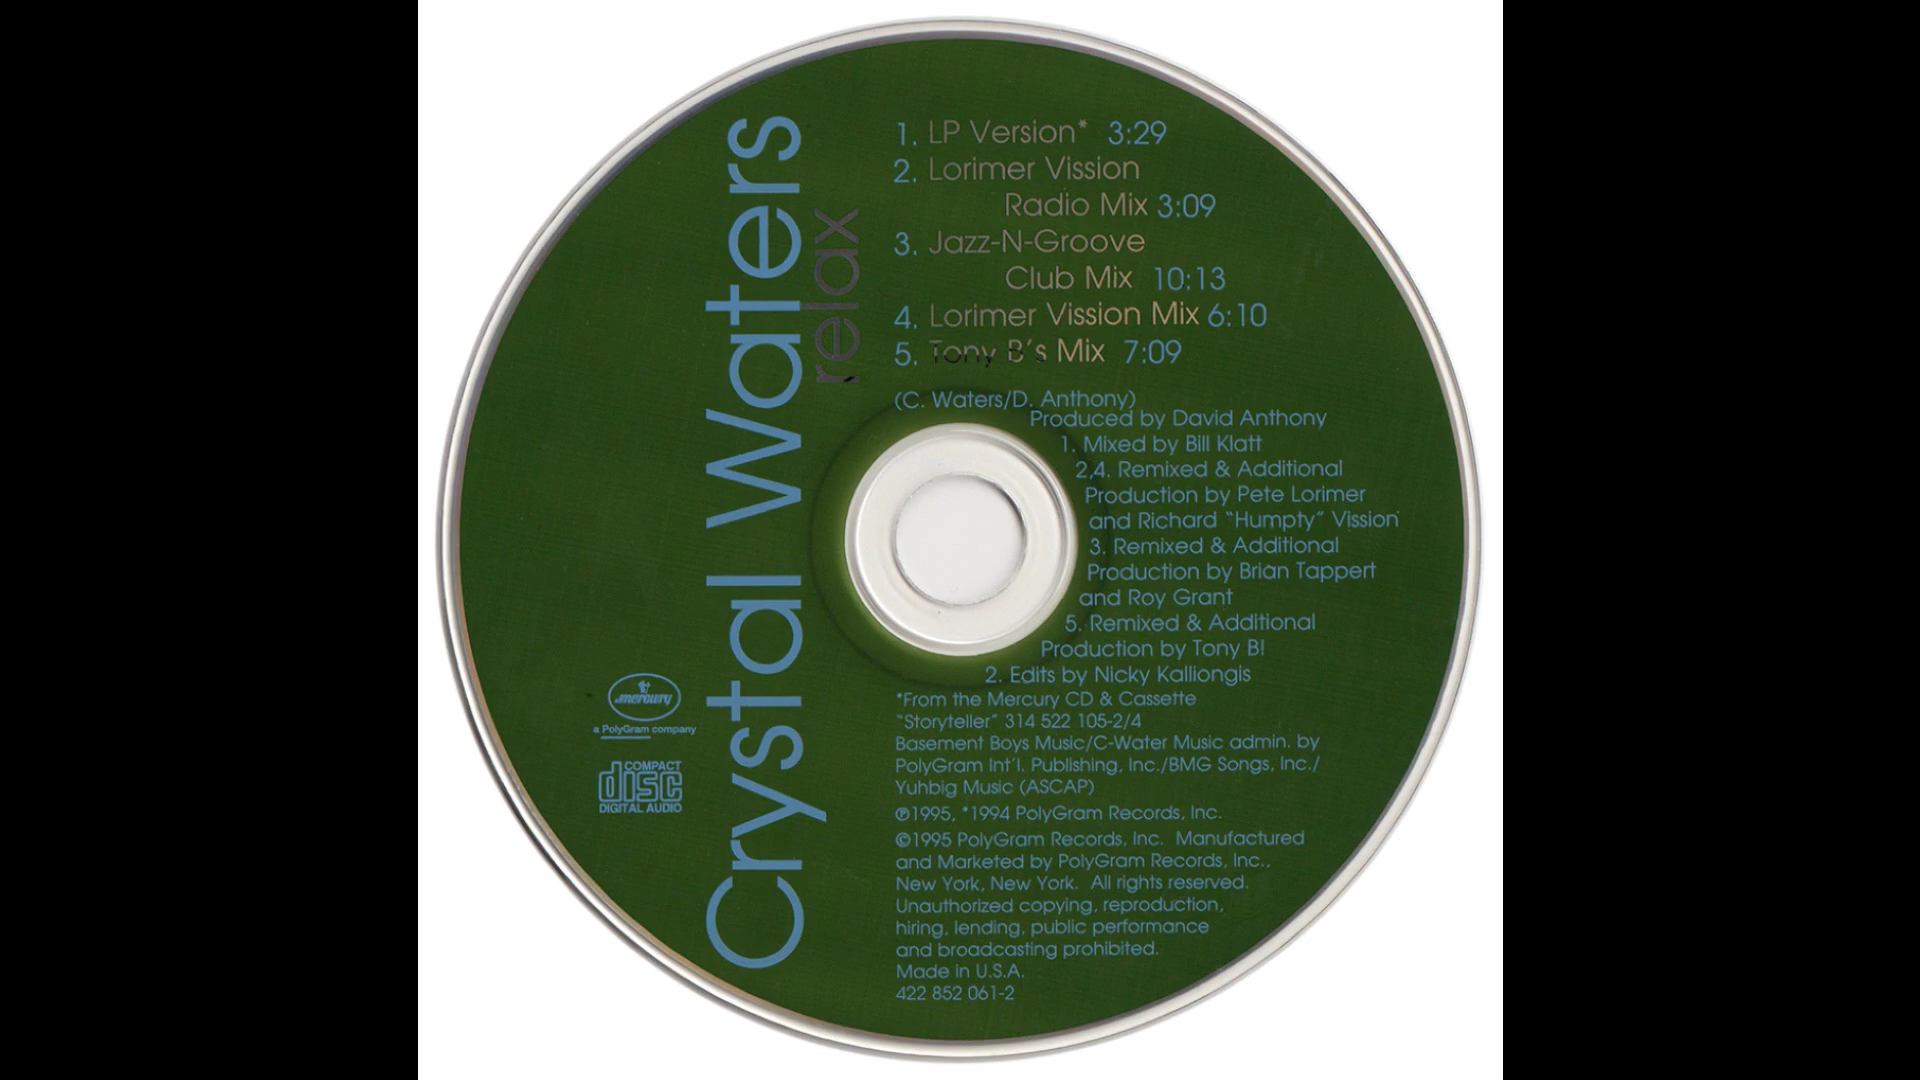 Crystal Waters
relax
1. LP Version* 3:29
2. Lorimer Vission
Radio Mix 3:09
3. Jazz-N-Groove
Club Mix 10:13
4. Lorimer Vission Mix 6:10
5. Tony B's Mix 7:09
(C. Waters/D. Anthony)
Produced by David Anthony
1. Mixed by Bill Klatt
2,4. Remixed & Additional
Production by Pete Lorimer
and Richard "Humpty" Vission
3. Remixed & Additional
Production by Brian Tappert
and Roy Grant
5. Remixed & Additional
Production by Tony B!
2. Edits by Nicky Kalliongis
*From the Mercury CD & Cassette
"Storyteller" 314 522 105-2/4
Basement Boys Music/C-Water Music admin. by
PolyGram Int'l. Publishing, Inc./BMG Songs, Inc./
Yuhbig Music (ASCAP)
℗1995, *1994 PolyGram Records, Inc.
©1995 PolyGram Records, Inc. Manufactured
and Marketed by PolyGram Records, Inc.,
New York, New York. All rights reserved.
Unauthorized copying, reproduction,
hiring, lending, public performance
and broadcasting prohibited.
Made in U.S.A.
422 852 061-2
mercury
a PolyGram company
COMPACT
disc
DIGITAL AUDIO